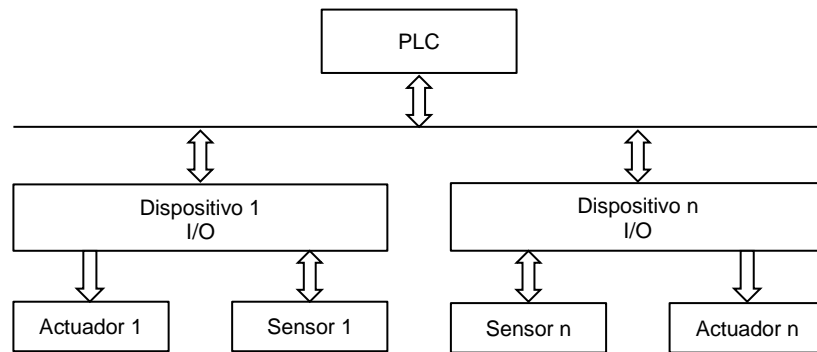 PLC
Dispositivo 1
I/O
Dispositivo n
I/O
Actuador 1
Sensor 1
Sensor n
Actuador n